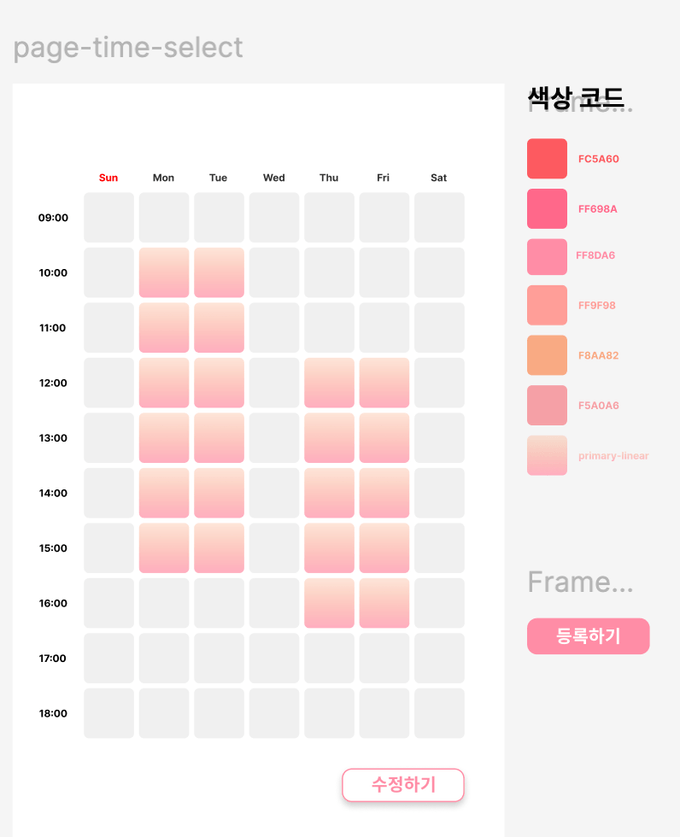 page-time-select
Sun Mon Tue Wed Thu Fri Sat
09:00
10:00
11:00
12:00
13:00
14:00
15:00
16:00
17:00
18:00
수정하기
Frame...
색상 코드
FC5A60
FF698A
FF8DA6
FF9F98
F8AA82
F5A0A6
primary-linear
Frame...
등록하기